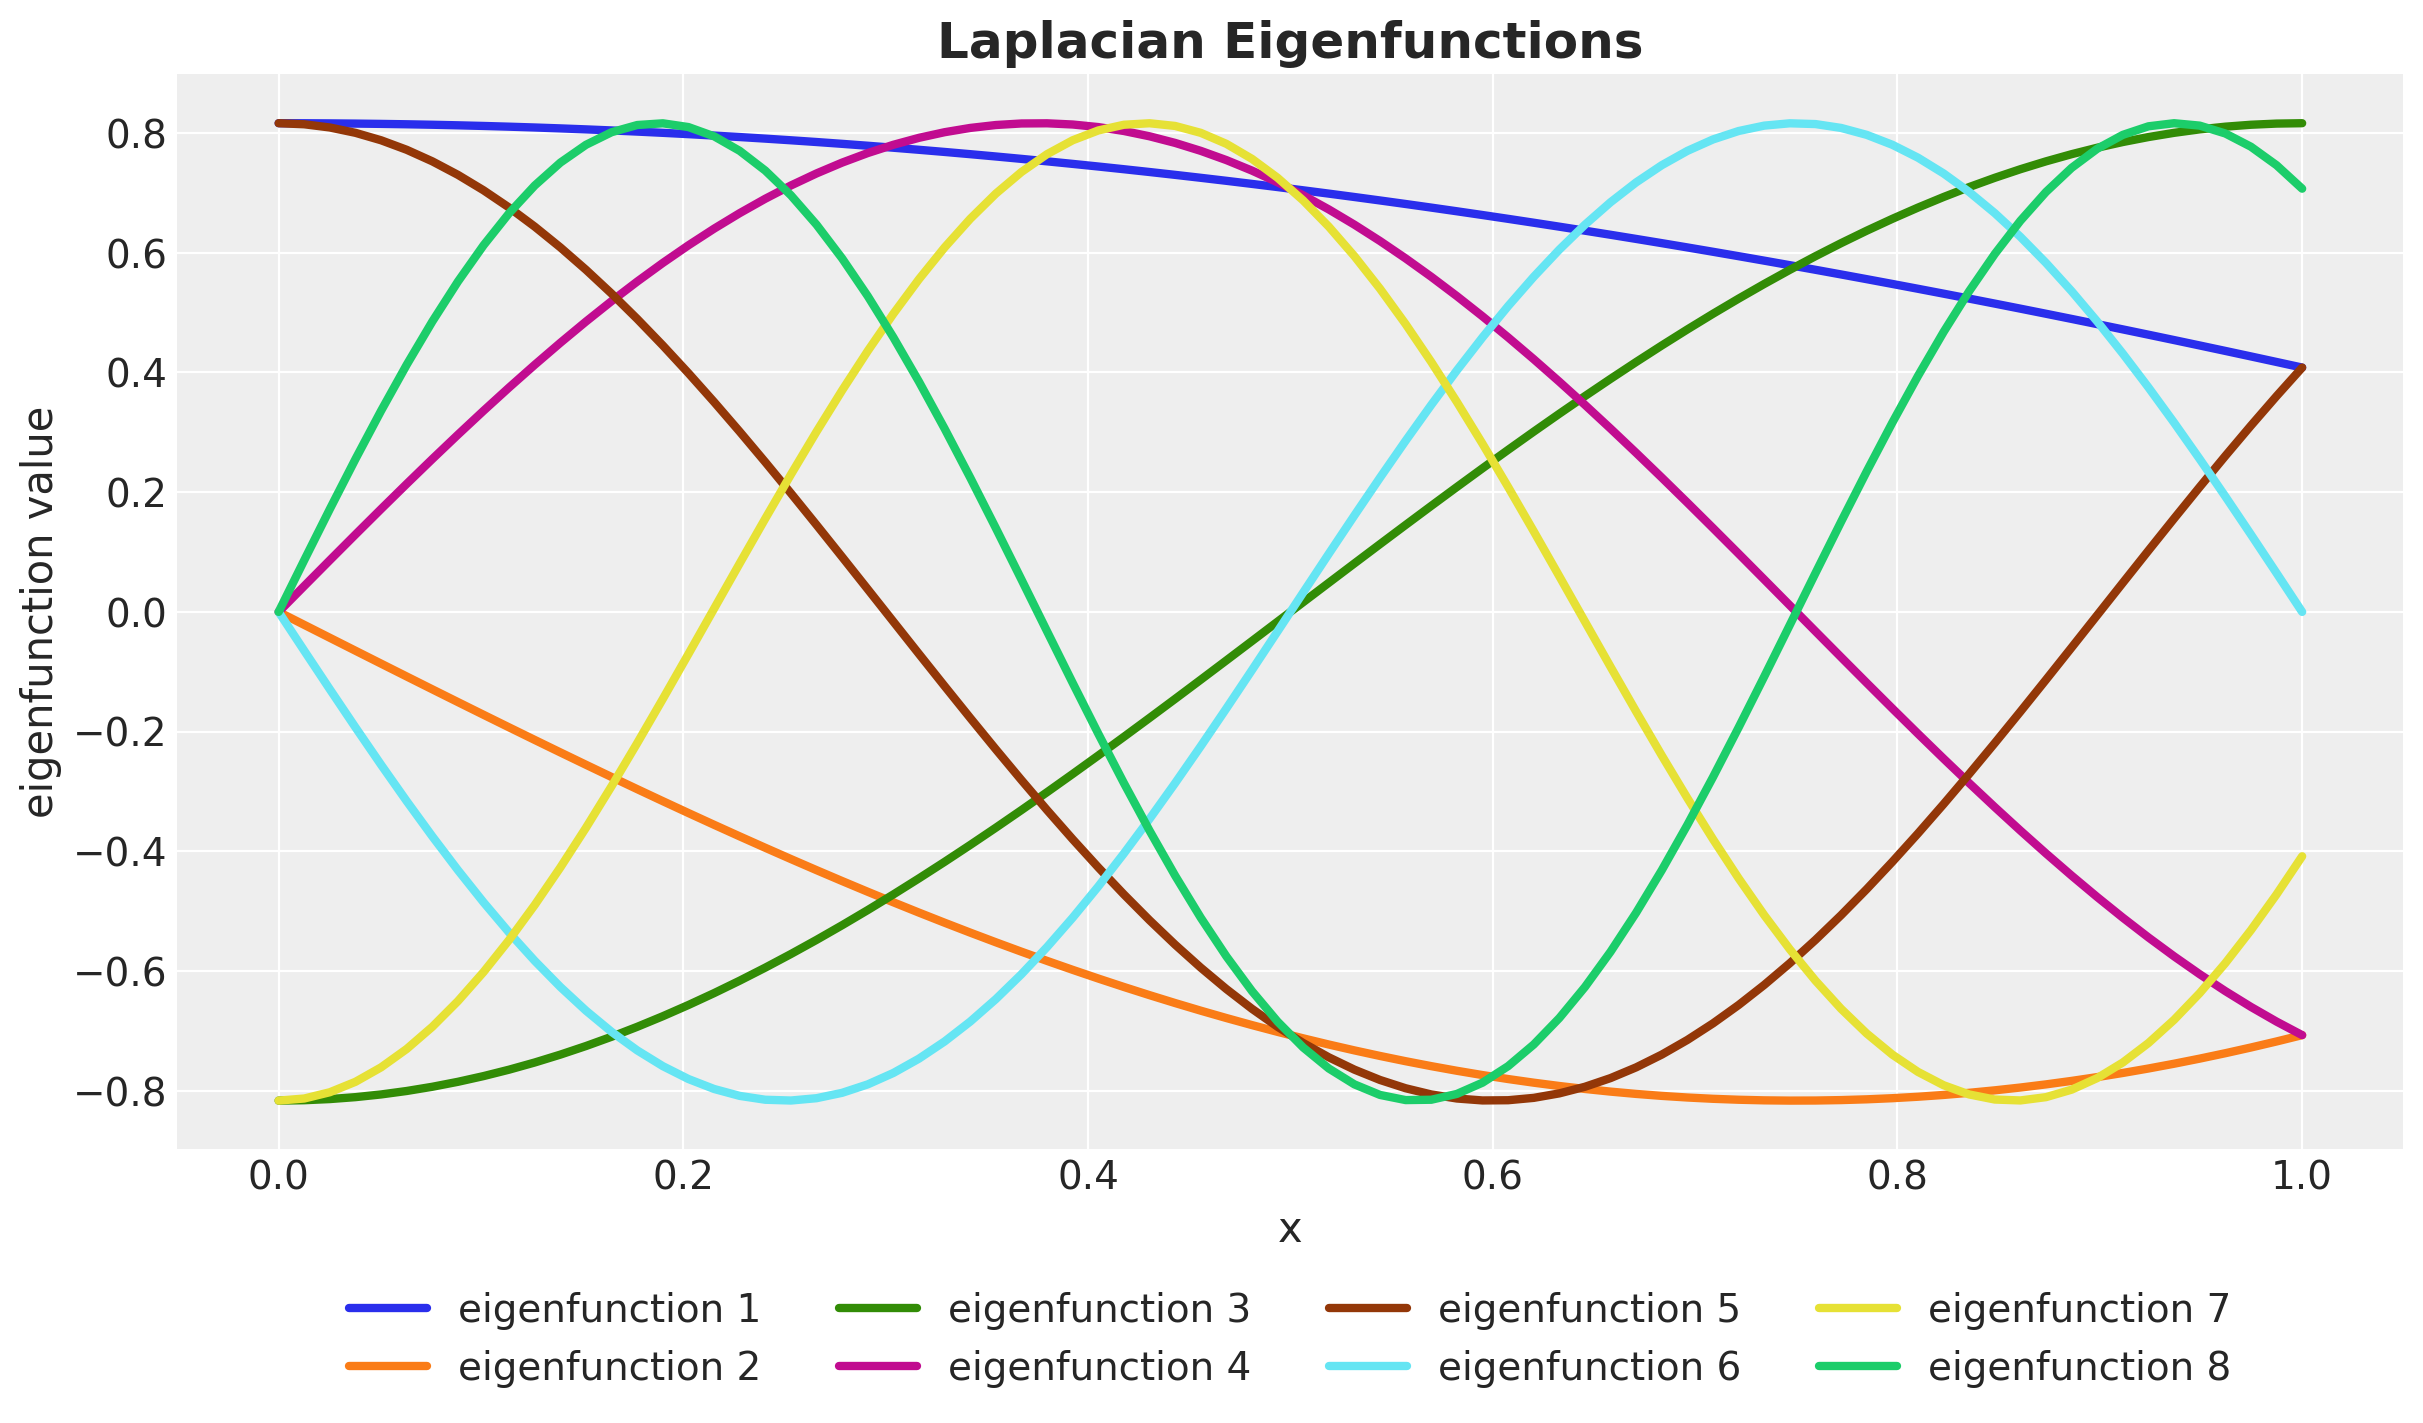 Laplacian Eigenfunctions
eigenfunction value
0.8
0.6
0.4
0.2
0.0
−0.2
−0.4
−0.6
−0.8
0.0 0.2 0.4 0.6 0.8 1.0
x
eigenfunction 1 eigenfunction 3 eigenfunction 5 eigenfunction 7
eigenfunction 2 eigenfunction 4 eigenfunction 6 eigenfunction 8